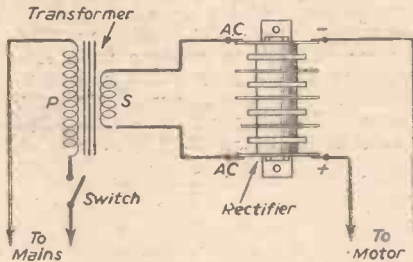 Transformer
AC
–
P
S
AC
+
Switch
Rectifier
To
Mains
To
Motor